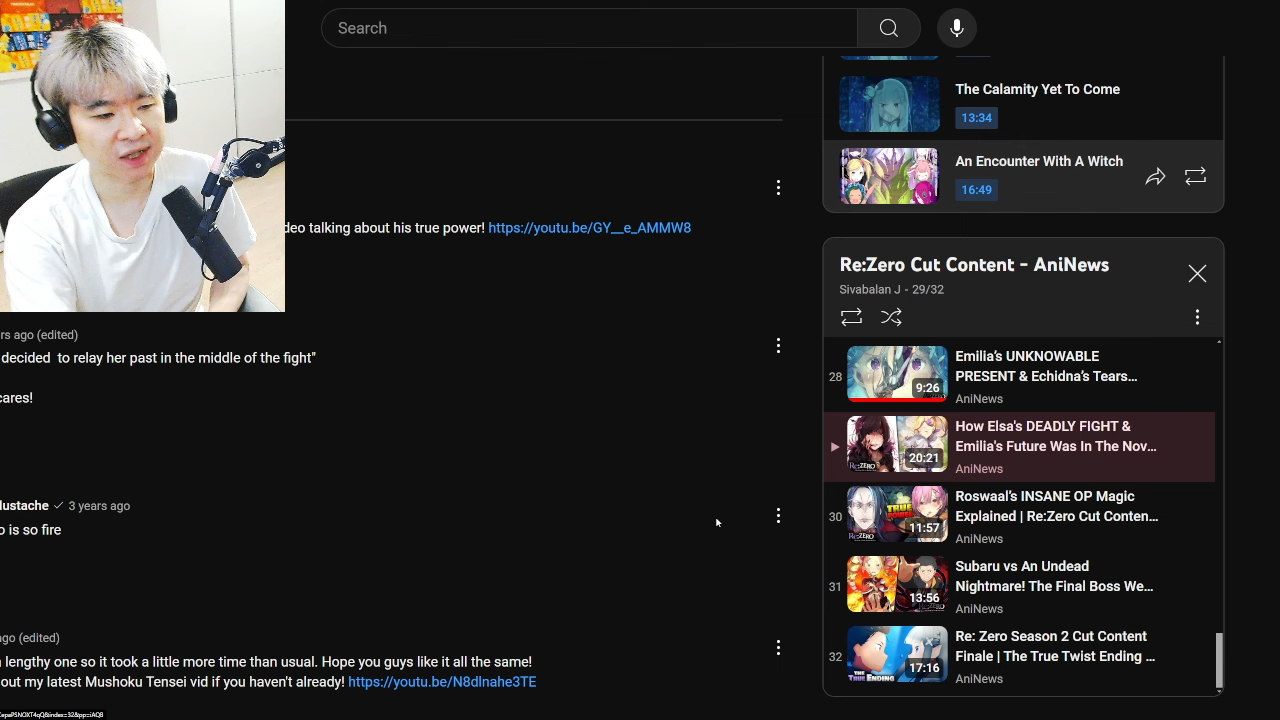 Search
The Calamity Yet To Come
13:34
An Encounter With A Witch
16:49
deo talking about his true power! https://youtu.be/GY__e_AMMW8
Re:Zero Cut Content - AniNews
Sivabalan J - 29/32
rs ago (edited)
decided to relay her past in the middle of the fight"
cares!
28
9:26
Emilia's UNKNOWABLE
PRESENT & Echidna's Tears...
AniNews
20:21
How Elsa's DEADLY FIGHT &
Emilia's Future Was In The Nov...
AniNews
30
11:57
Roswaal's INSANE OP Magic
Explained | Re:Zero Cut Conten...
AniNews
lustache 3 years ago
o is so fire
31
13:56
Subaru vs An Undead
Nightmare! The Final Boss We...
AniNews
32
THE TRUE ENDING
17:16
Re: Zero Season 2 Cut Content
Finale | The True Twist Ending ...
AniNews
ago (edited)
lengthy one so it took a little more time than usual. Hope you guys like it all the same!
out my latest Mushoku Tensei vid if you haven't already! https://youtu.be/N8dlnahe3TE